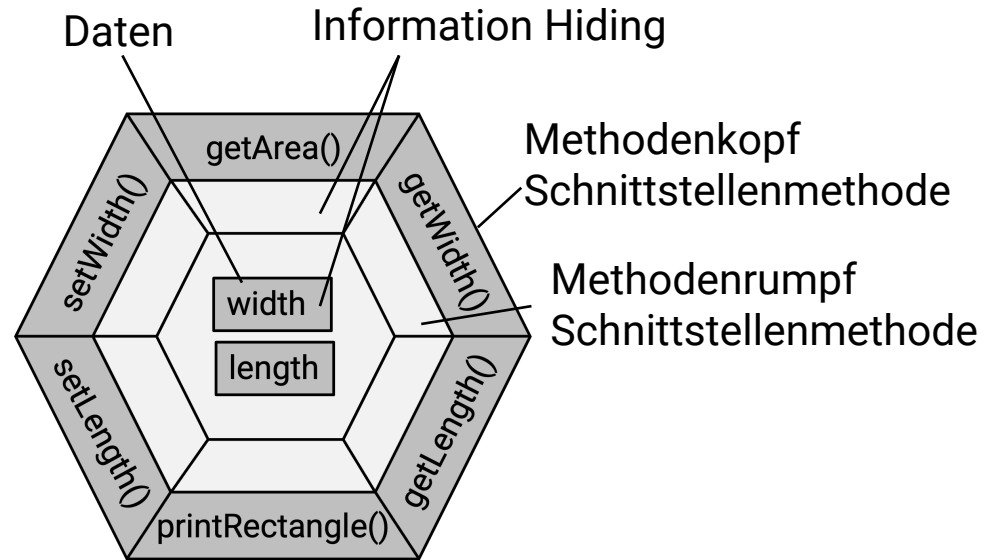 Daten
Information Hiding
getArea()
Methodenkopf
Schnittstellenmethode
setWidth()
getWidth()
Methodenrumpf
Schnittstellenmethode
width
length
setLength()
getLength()
printRectangle()